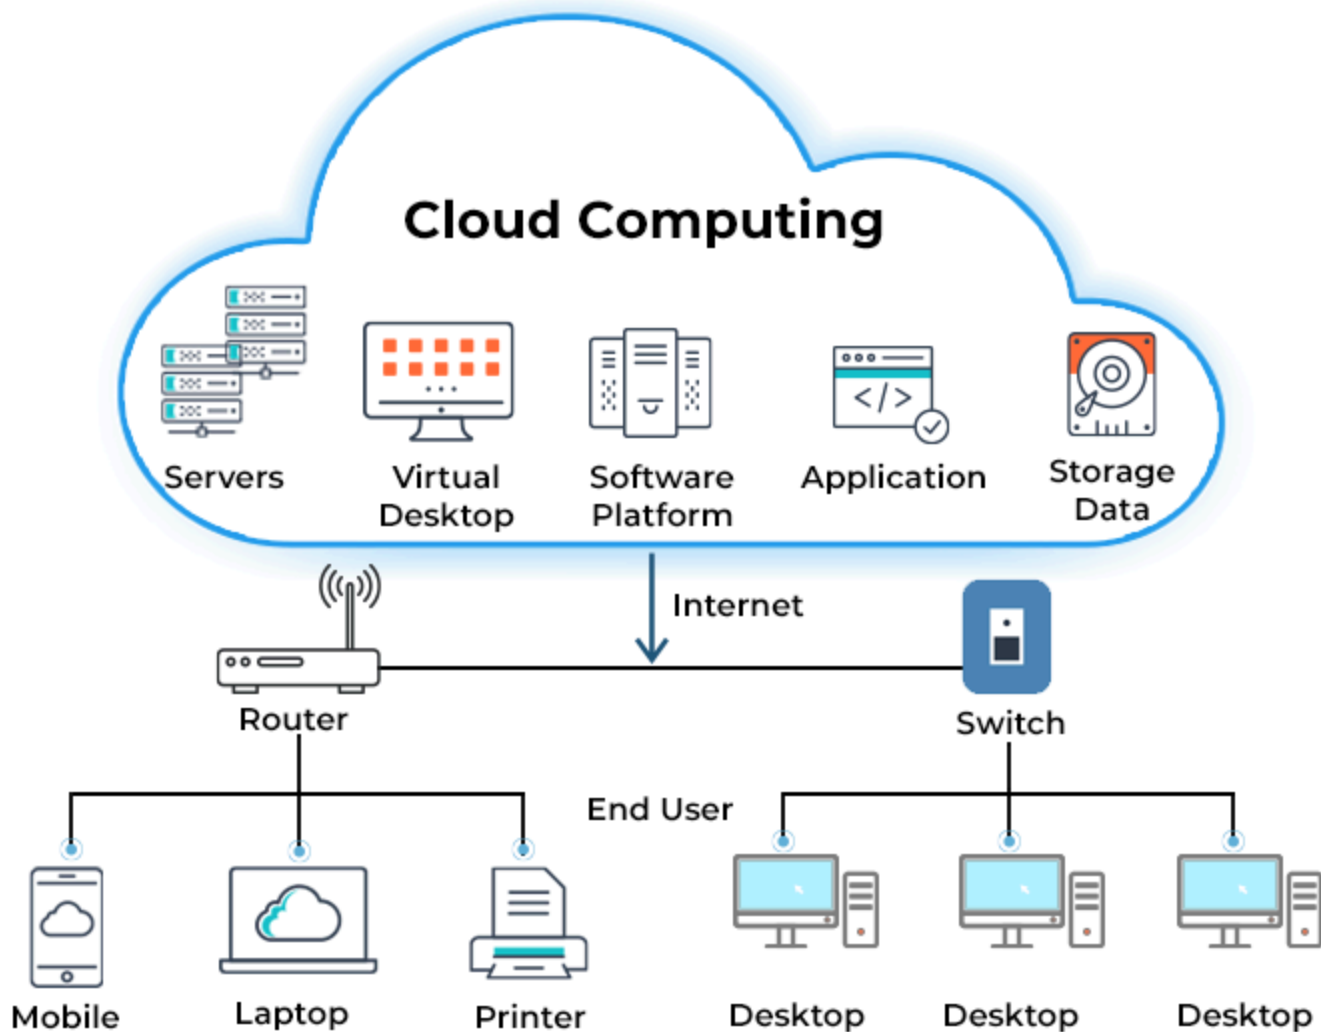 Cloud Computing
Servers
Virtual
Desktop
Software
Platform
</>
Application
Storage
Data
Internet
Router
Switch
End User
Mobile
Laptop
Printer
Desktop
Desktop
Desktop